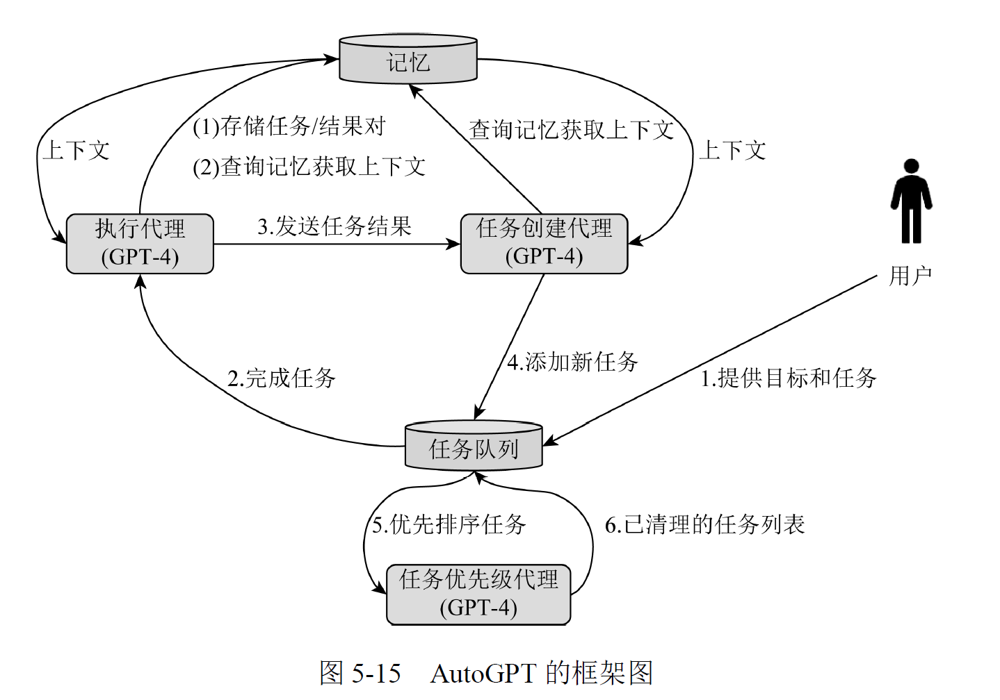 记忆
(1)存储任务/结果对
查询记忆获取上下文
上下文
上下文
(2)查询记忆获取上下文
执行代理
(GPT-4)
3.发送任务结果
任务创建代理
(GPT-4)
用户
2.完成任务
4.添加新任务
1.提供目标和任务
任务队列
5.优先排序任务
6.已清理的任务列表
任务优先级代理
(GPT-4)
图 5-15 AutoGPT 的框架图